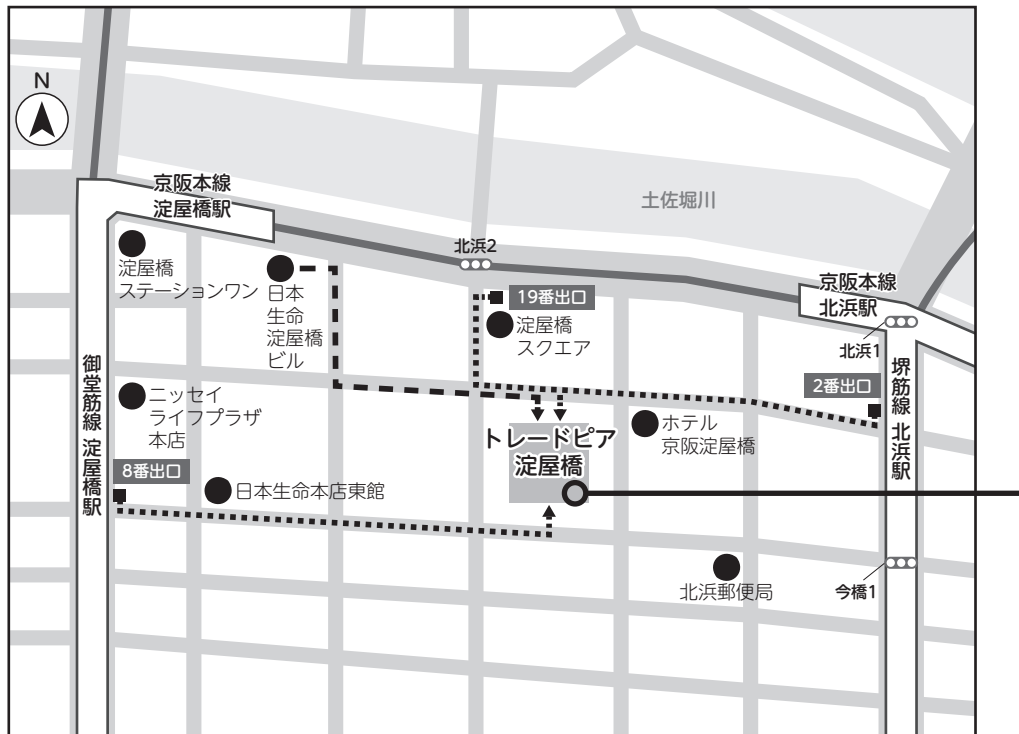 N
京阪本線
淀屋橋駅
土佐堀川
北浜2
淀屋橋
ステーションワン
日本
生命
淀屋橋
ビル
19番出口
淀屋橋
スクエア
京阪本線
北浜駅
北浜1
御堂筋線 淀屋橋駅
ニッセイ
ライフプラザ
本店
2番出口
堺筋線 北浜駅
ホテル
京阪淀屋橋
トレードピア
淀屋橋
8番出口
日本生命本店東館
北浜郵便局
今橋1